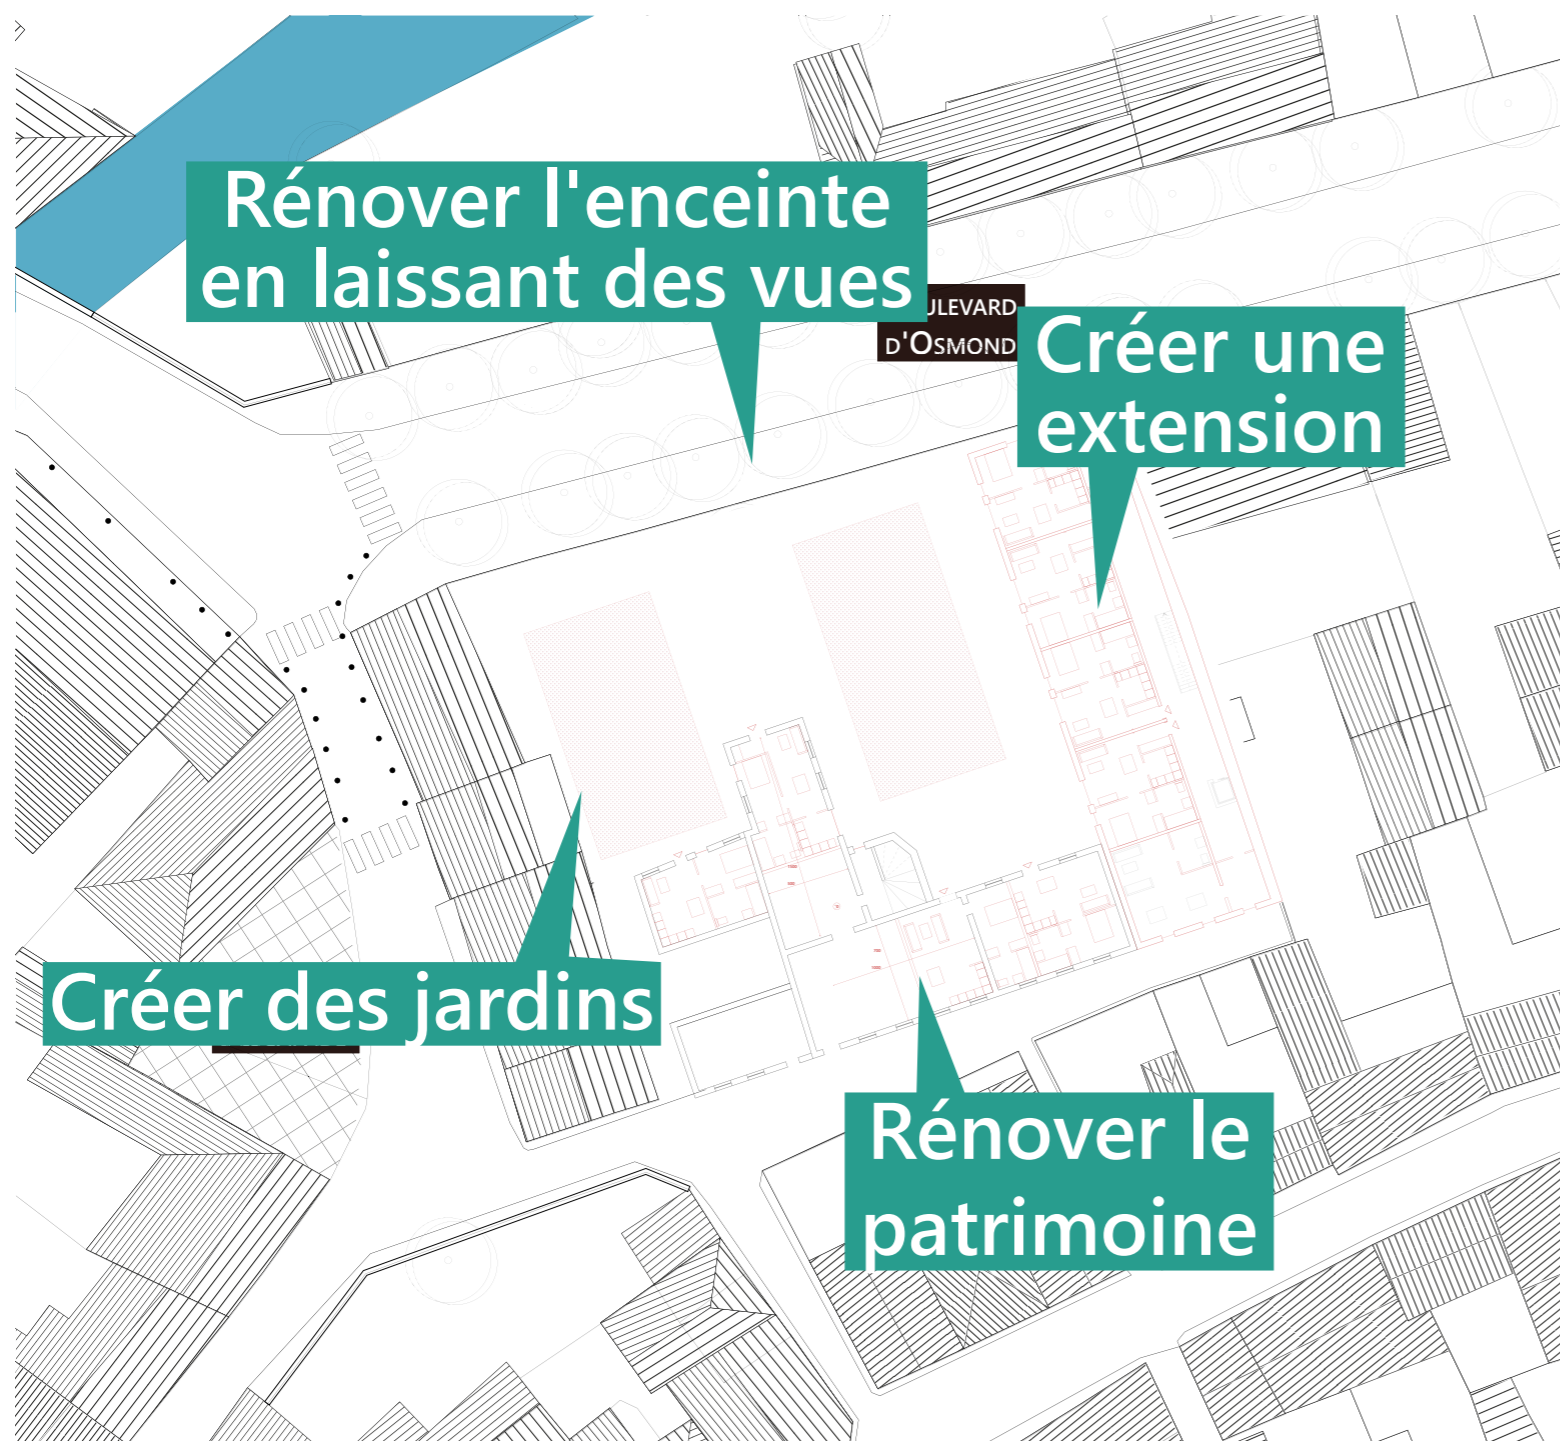 Rénover l'enceinte
en laissant des vues
ULEVARD
D'OSMOND
Créer une
extension
Créer des jardins
Rénover le
patrimoine